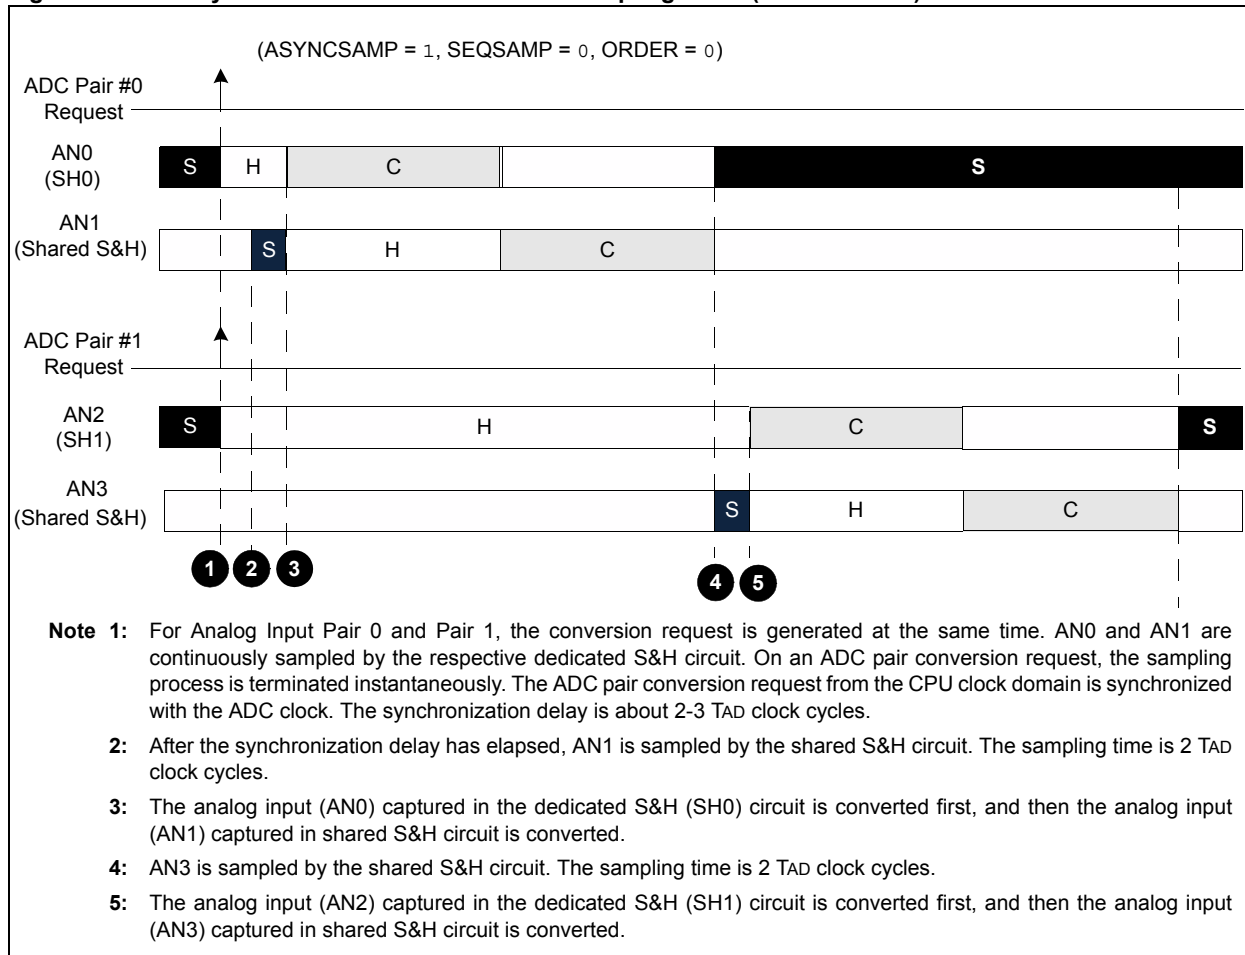 (ASYNCSAMP = 1, SEQSAMP = 0, ORDER = 0)
ADC Pair #0
Request
AN0
(SH0)
S H C S
AN1
(Shared S&H)
S H C
ADC Pair #1
Request
AN2
(SH1)
S H C S
AN3
(Shared S&H)
S H C
1 2 3 4 5
Note 1: For Analog Input Pair 0 and Pair 1, the conversion request is generated at the same time. AN0 and AN1 are
continuously sampled by the respective dedicated S&H circuit. On an ADC pair conversion request, the sampling
process is terminated instantaneously. The ADC pair conversion request from the CPU clock domain is synchronized
with the ADC clock. The synchronization delay is about 2-3 TAD clock cycles.
2: After the synchronization delay has elapsed, AN1 is sampled by the shared S&H circuit. The sampling time is 2 TAD
clock cycles.
3: The analog input (AN0) captured in the dedicated S&H (SH0) circuit is converted first, and then the analog input
(AN1) captured in shared S&H circuit is converted.
4: AN3 is sampled by the shared S&H circuit. The sampling time is 2 TAD clock cycles.
5: The analog input (AN2) captured in the dedicated S&H (SH1) circuit is converted first, and then the analog input
(AN3) captured in shared S&H circuit is converted.